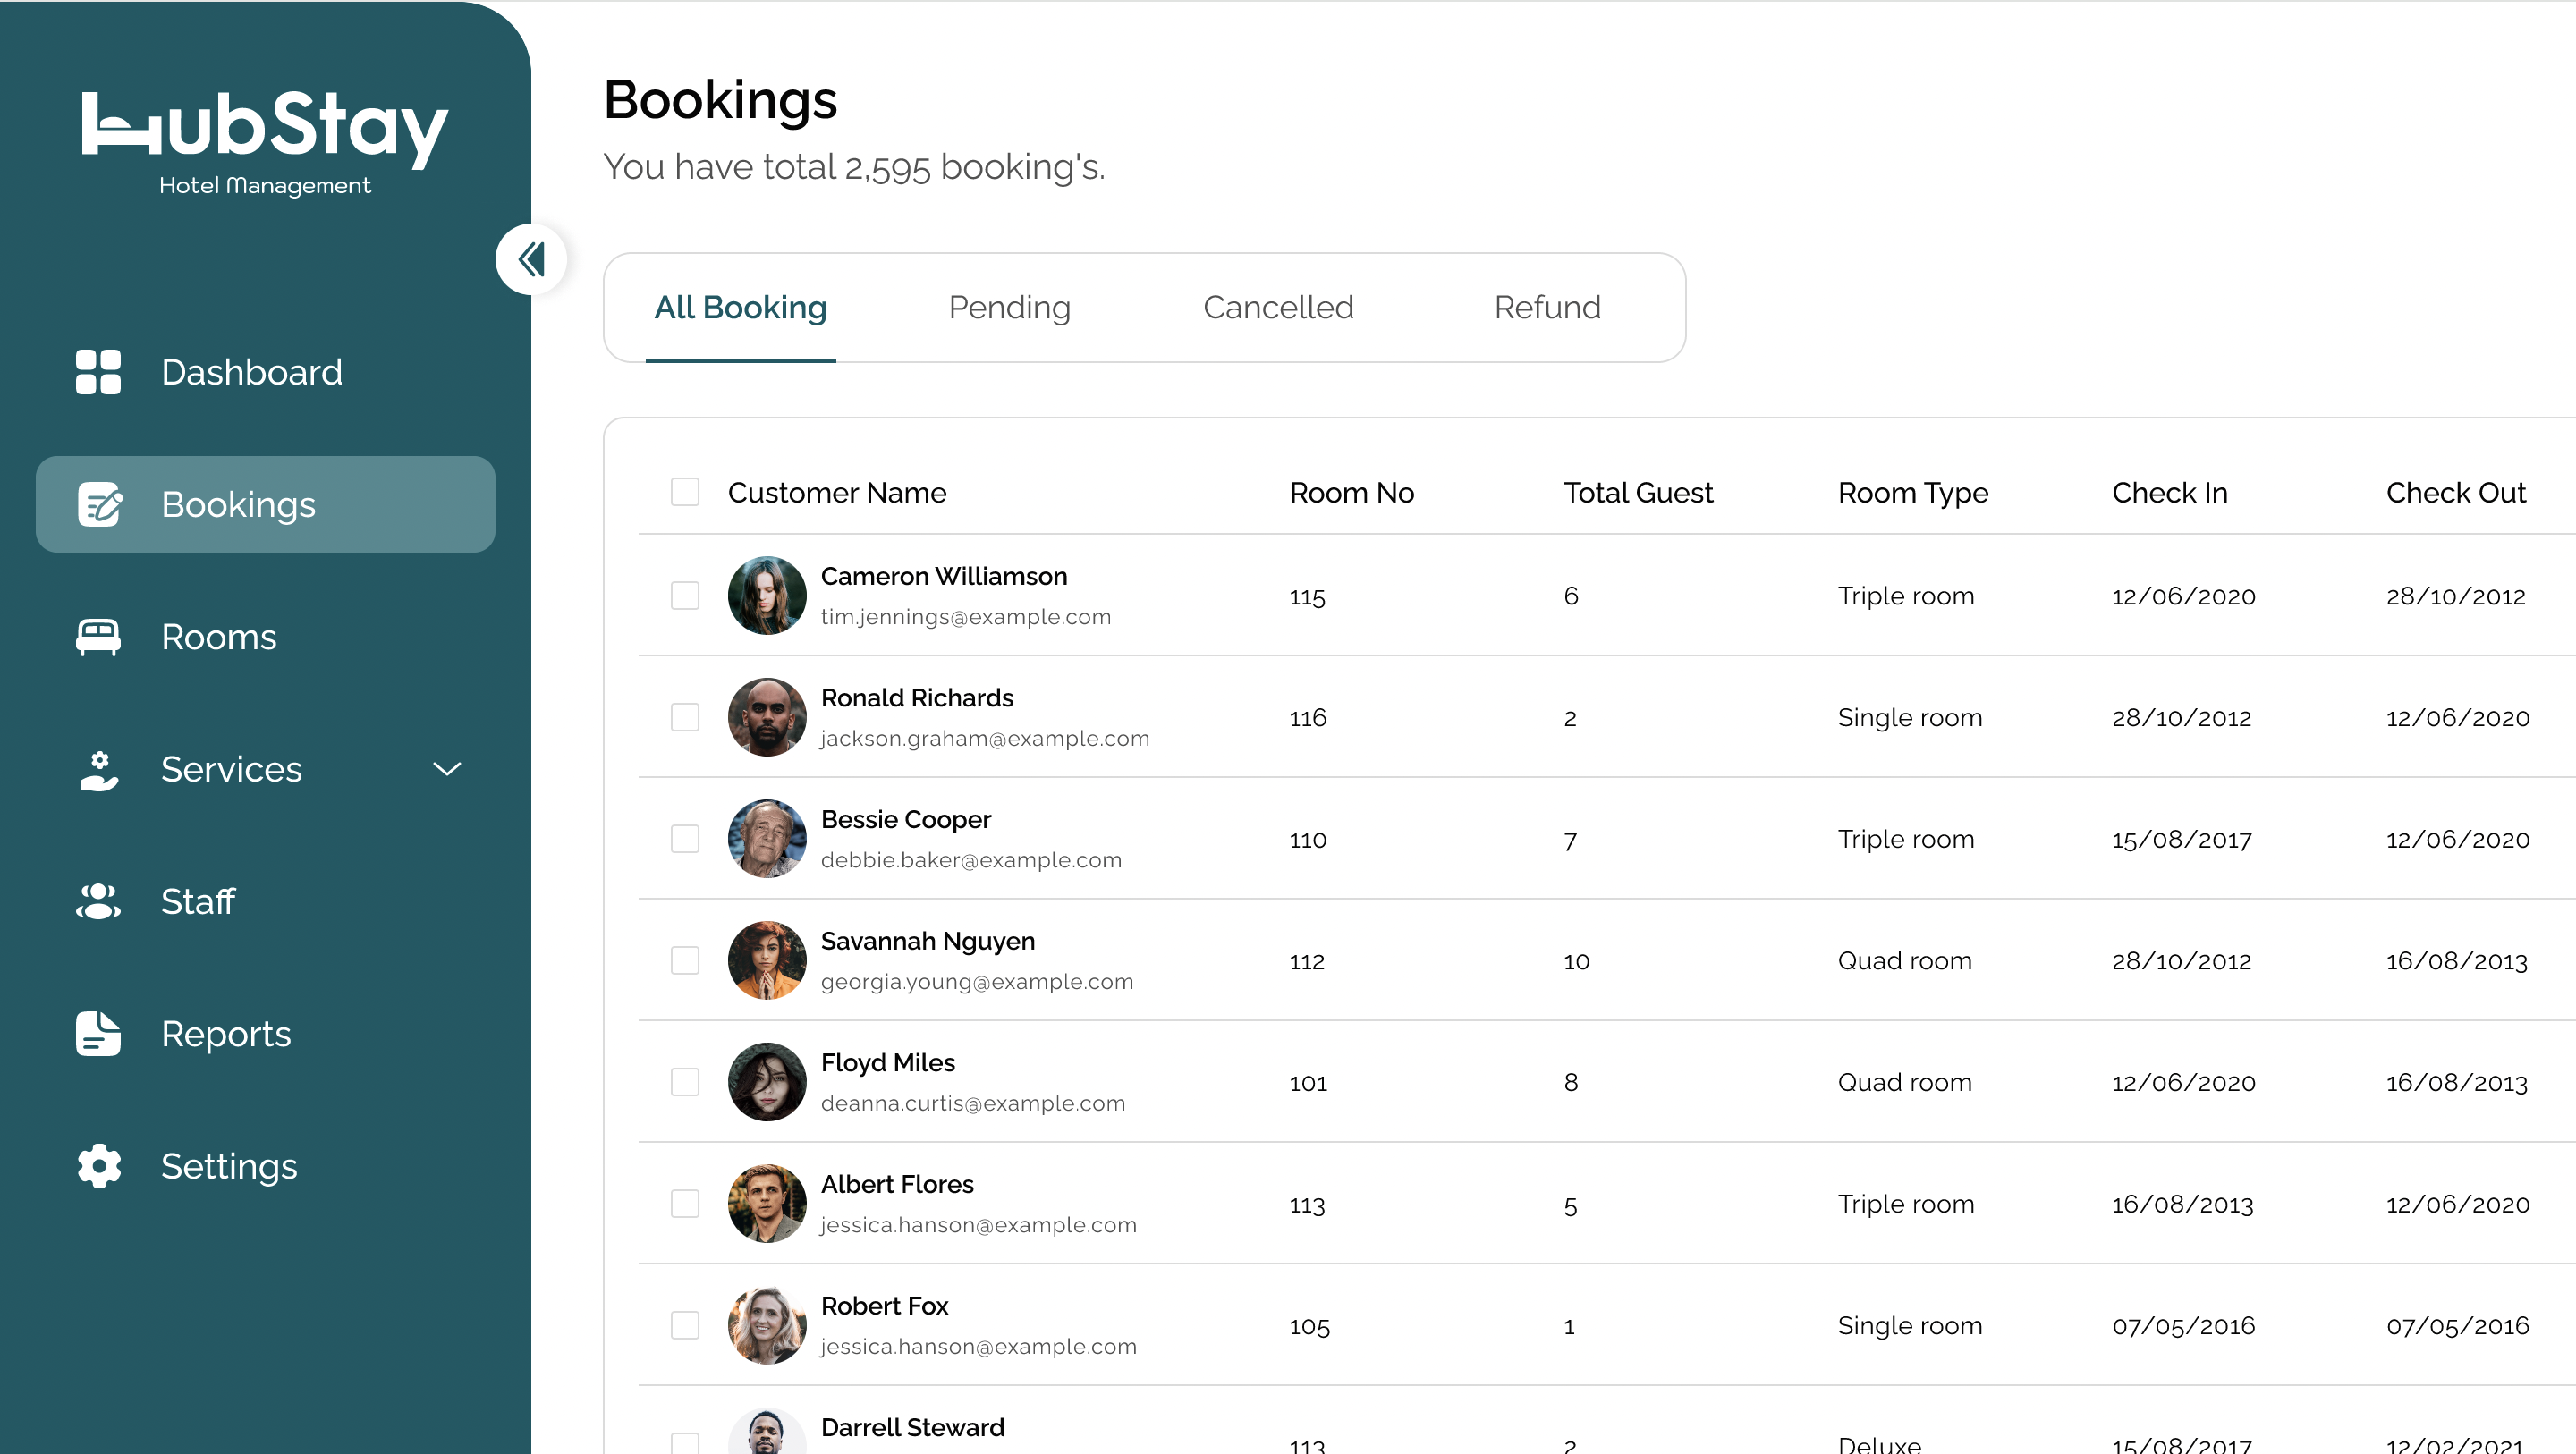 HubStay
Hotel Management
Dashboard
Bookings
Rooms
Services
Staff
Reports
Settings
Bookings
You have total 2,595 booking's.
All Booking Pending Cancelled Refund
Customer Name Room No Total Guest Room Type Check In Check Out
Cameron Williamson
tim.jennings@example.com
115 6 Triple room 12/06/2020 28/10/2012
Ronald Richards
jackson.graham@example.com
116 2 Single room 28/10/2012 12/06/2020
Bessie Cooper
debbie.baker@example.com
110 7 Triple room 15/08/2017 12/06/2020
Savannah Nguyen
georgia.young@example.com
112 10 Quad room 28/10/2012 16/08/2013
Floyd Miles
deanna.curtis@example.com
101 8 Quad room 12/06/2020 16/08/2013
Albert Flores
jessica.hanson@example.com
113 5 Triple room 16/08/2013 12/06/2020
Robert Fox
jessica.hanson@example.com
105 1 Single room 07/05/2016 07/05/2016
Darrell Steward
113 2 Deluxe 15/08/2017 12/02/2021